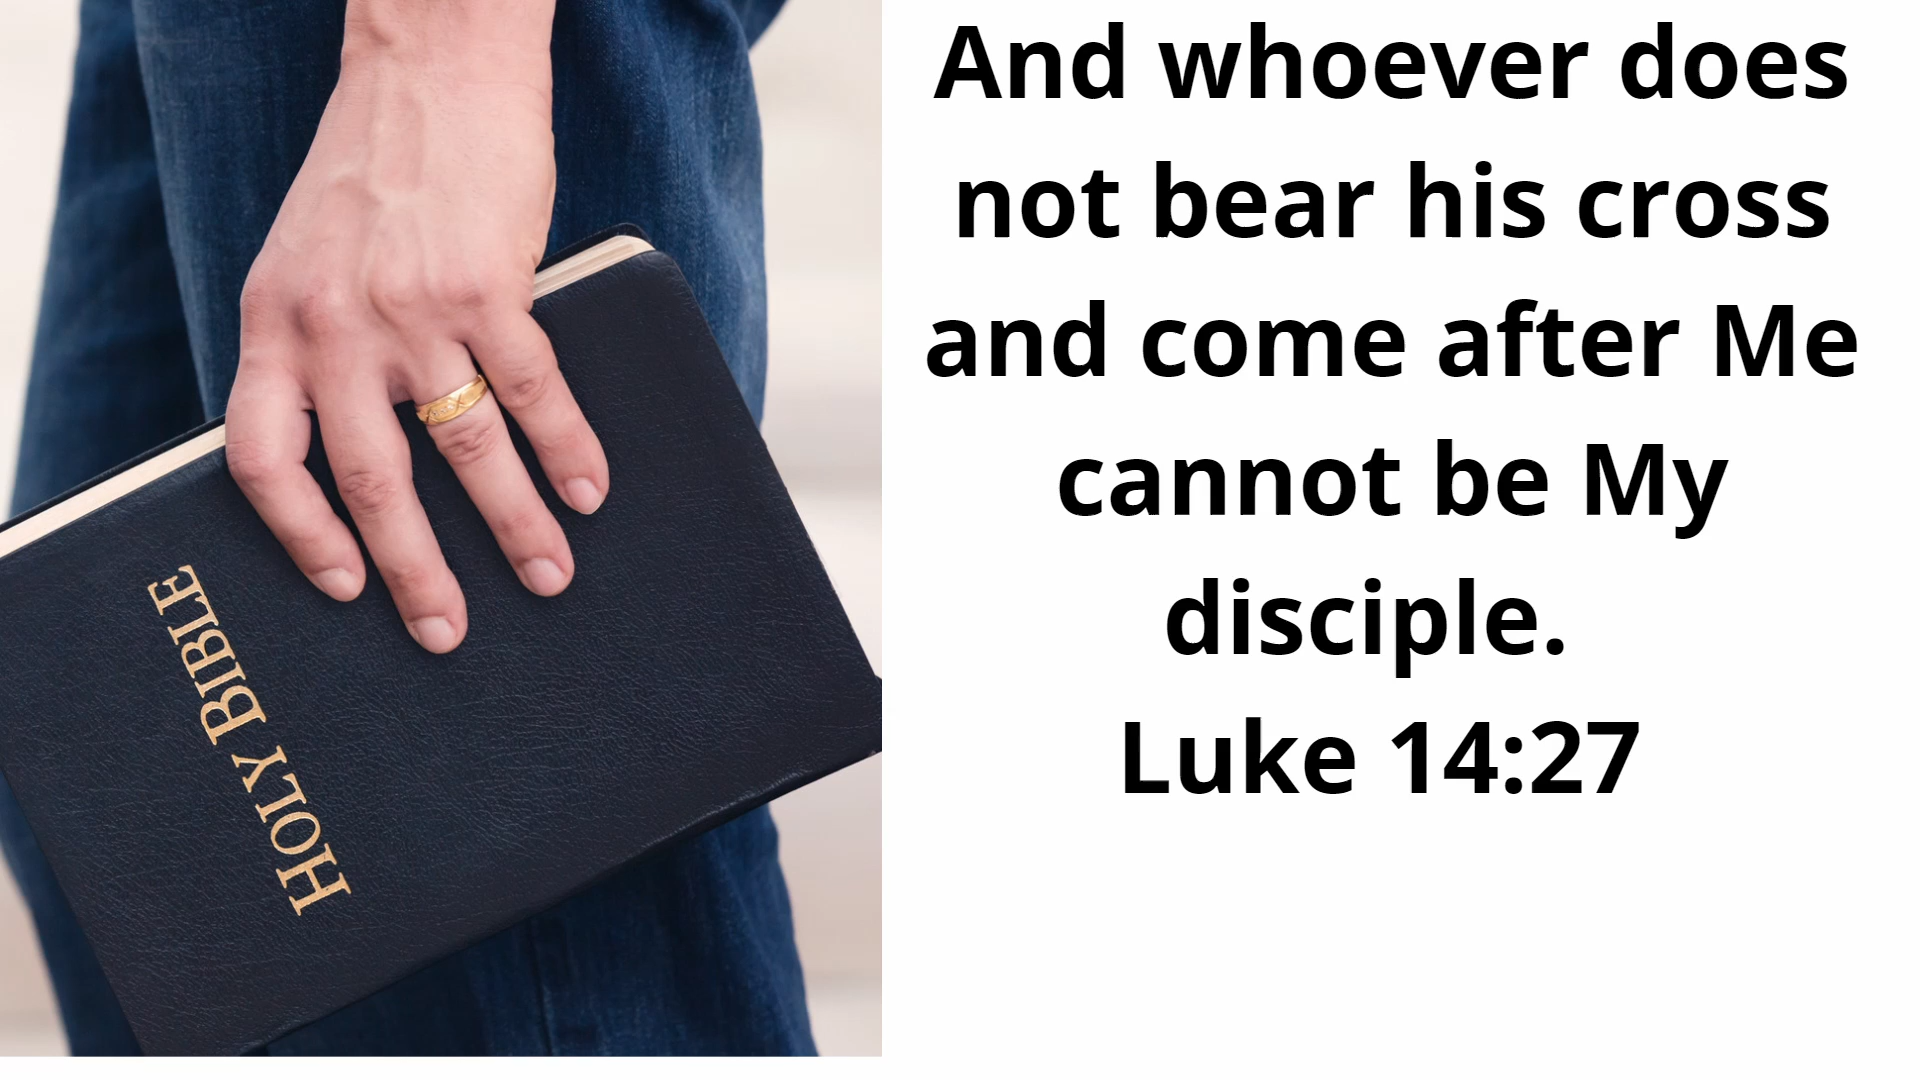 HOLY BIBLE
And whoever does
not bear his cross
and come after Me
cannot be My
disciple.
Luke 14:27